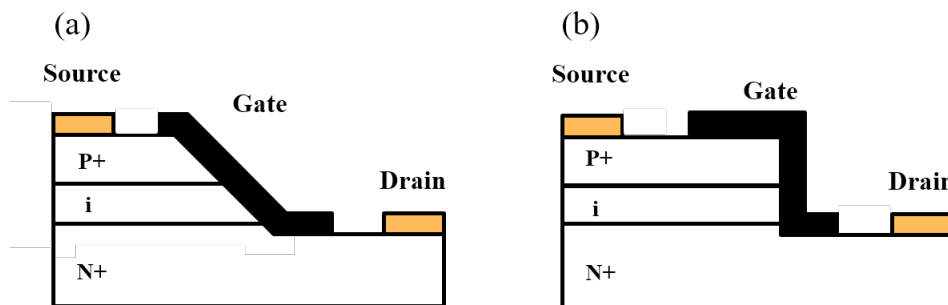 (a)
Source
Gate
P+
i
Drain
N+
(b)
Source
Gate
P+
i
Drain
N+